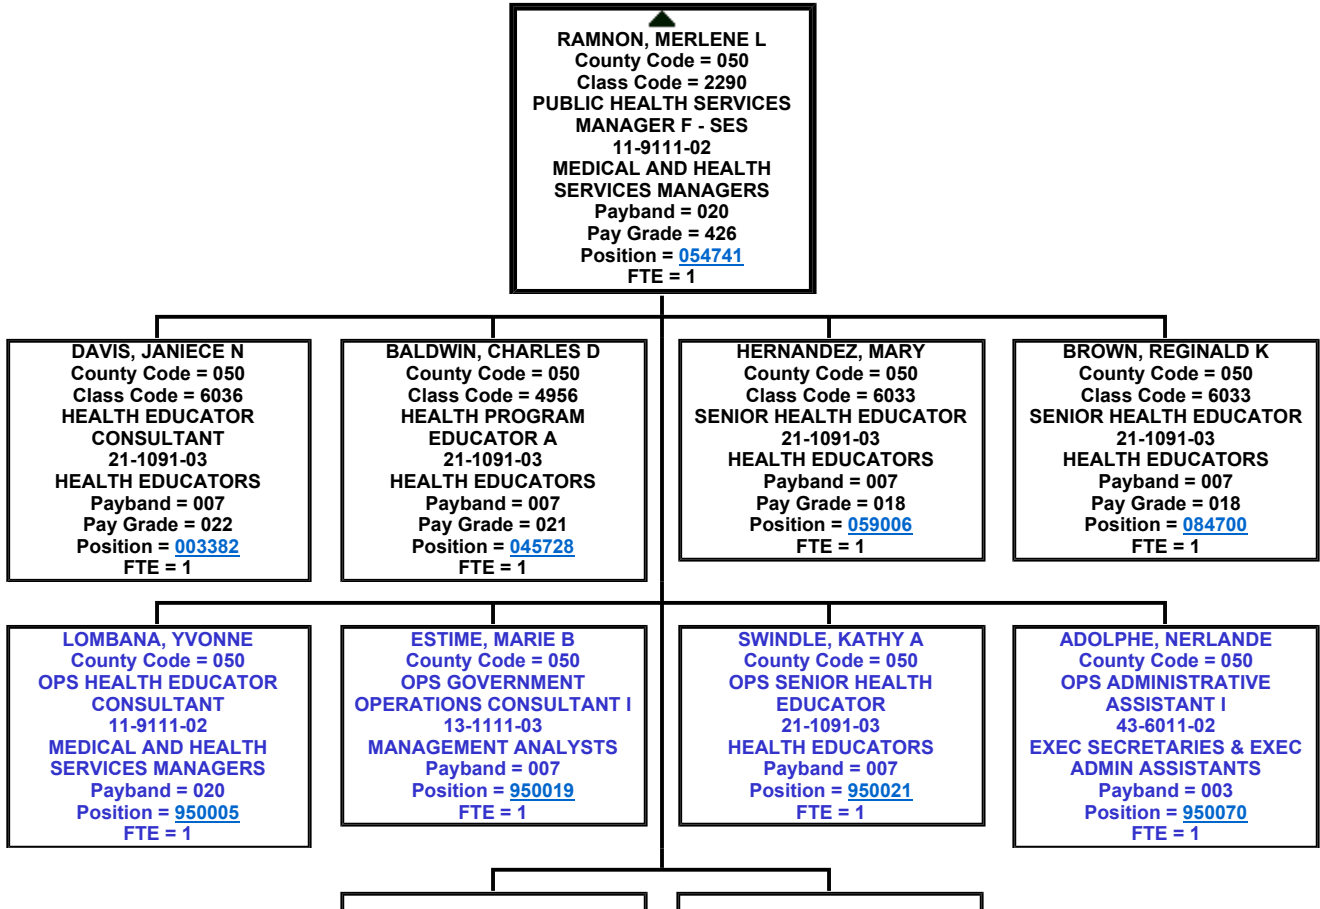 RAMNON, MERLENE L
County Code = 050
Class Code = 2290
PUBLIC HEALTH SERVICES
MANAGER F - SES
11-9111-02
MEDICAL AND HEALTH
SERVICES MANAGERS
Payband = 020
Pay Grade = 426
Position = 054741
FTE = 1
DAVIS, JANIECE N
County Code = 050
Class Code = 6036
HEALTH EDUCATOR
CONSULTANT
21-1091-03
HEALTH EDUCATORS
Payband = 007
Pay Grade = 022
Position = 003382
FTE = 1
BALDWIN, CHARLES D
County Code = 050
Class Code = 4956
HEALTH PROGRAM
EDUCATOR A
21-1091-03
HEALTH EDUCATORS
Payband = 007
Pay Grade = 021
Position = 045728
FTE = 1
HERNANDEZ, MARY
County Code = 050
Class Code = 6033
SENIOR HEALTH EDUCATOR
21-1091-03
HEALTH EDUCATORS
Payband = 007
Pay Grade = 018
Position = 059006
FTE = 1
BROWN, REGINALD K
County Code = 050
Class Code = 6033
SENIOR HEALTH EDUCATOR
21-1091-03
HEALTH EDUCATORS
Payband = 007
Pay Grade = 018
Position = 084700
FTE = 1
LOMBANA, YVONNE
County Code = 050
OPS HEALTH EDUCATOR
CONSULTANT
11-9111-02
MEDICAL AND HEALTH
SERVICES MANAGERS
Payband = 020
Position = 950005
FTE = 1
ESTIME, MARIE B
County Code = 050
OPS GOVERNMENT
OPERATIONS CONSULTANT I
13-1111-03
MANAGEMENT ANALYSTS
Payband = 007
Position = 950019
FTE = 1
SWINDLE, KATHY A
County Code = 050
OPS SENIOR HEALTH
EDUCATOR
21-1091-03
HEALTH EDUCATORS
Payband = 007
Position = 950021
FTE = 1
ADOLPHE, NERLANDE
County Code = 050
OPS ADMINISTRATIVE
ASSISTANT I
43-6011-02
EXEC SECRETARIES & EXEC
ADMIN ASSISTANTS
Payband = 003
Position = 950070
FTE = 1